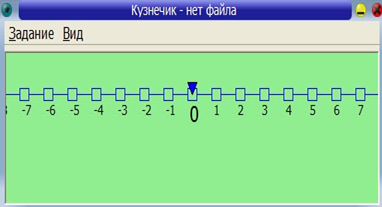 Кузнечик - нет файла
Задание Вид
-7 -6 -5 -4 -3 -2 -1 0 1 2 3 4 5 6 7